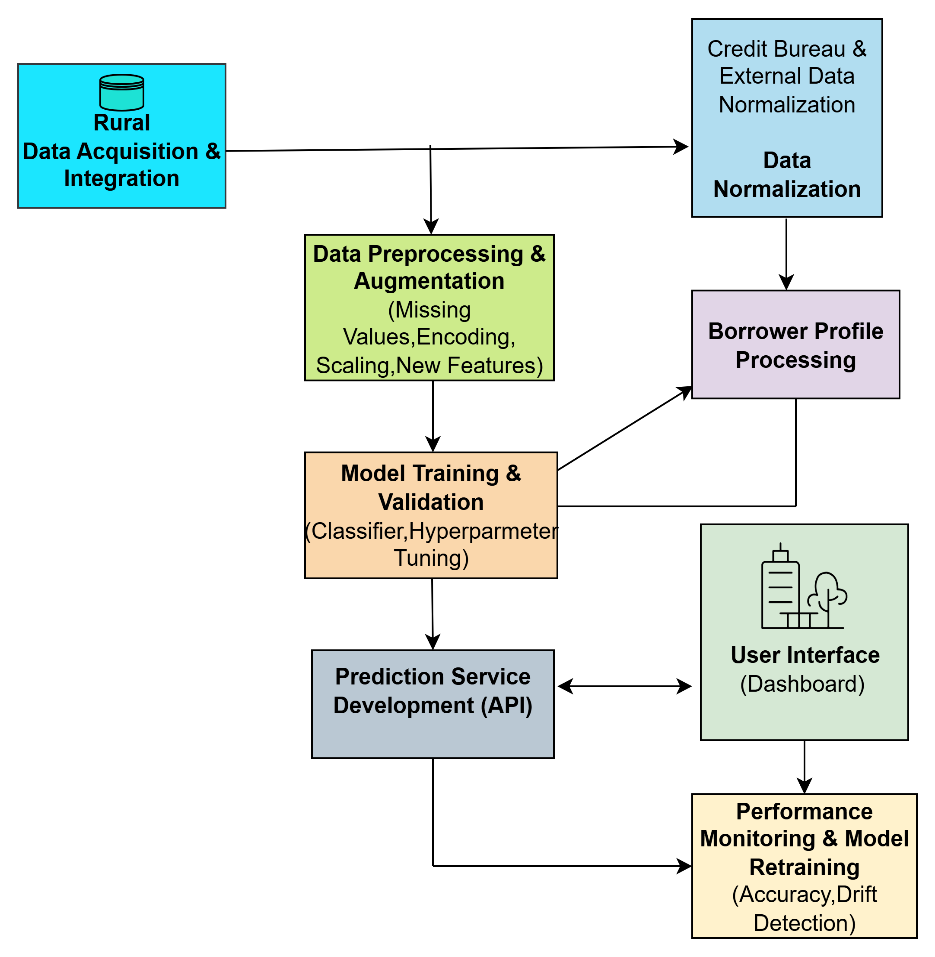 Rural
Data Acquisition &
Integration
Credit Bureau &
External Data
Normalization
Data
Normalization
Data Preprocessing &
Augmentation
(Missing
Values,Encoding,
Scaling,New Features)
Borrower Profile
Processing
Model Training &
Validation
(Classifier,Hyperparmeter
Tuning)
Prediction Service
Development (API)
User Interface
(Dashboard)
Performance
Monitoring & Model
Retraining
(Accuracy,Drift
Detection)